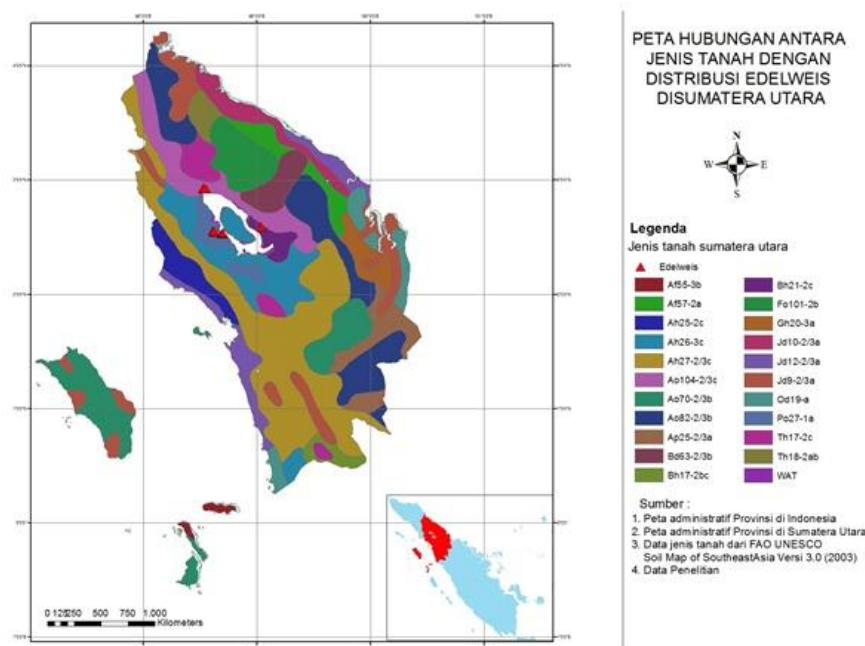 PETA HUBUNGAN ANTARA
JENIS TANAH DENGAN
DISTRIBUSI EDELWEIS
DISUMATERA UTARA
N
W E
S
Legenda
Jenis tanah sumatera utara
Edelweis
Af55-3b
Af57-2a
Ah25-2c
Ah26-3c
Ah27-2/3c
Ao104-2/3c
Ao70-2/3b
Ao82-2/3b
Ap25-2/3a
Bd63-2/3b
Bh17-2bc
Bh21-2c
Fo101-2b
Gh20-3a
Jd10-2/3a
Jd12-2/3a
Jd9-2/3a
Od19-a
Po27-1a
Th17-2c
Th18-2ab
WAT
Sumber :
1. Peta administratif Provinsi di Indonesia
2. Peta administratif Provinsi di Sumatera Utara
3. Data jenis tanah dari FAO UNESCO
Soil Map of SoutheastAsia Versi 3.0 (2003)
4. Data Penelitian
0 125250 500 750 1.000
Kilometers